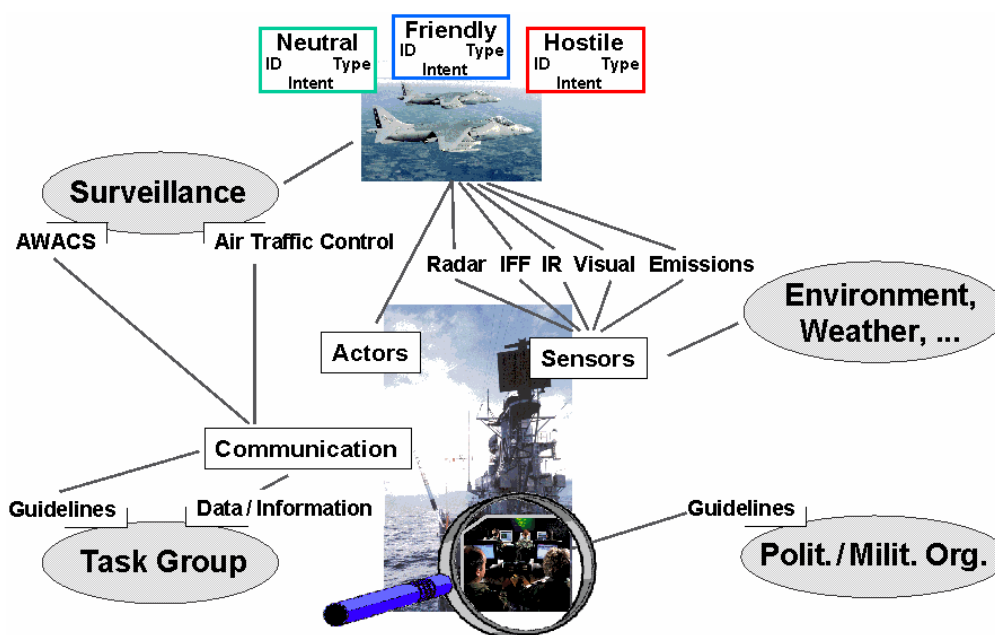 Neutral
ID Type
Intent
Friendly
ID Type
Intent
Hostile
ID Type
Intent
Surveillance
AWACS
Air Traffic Control
Radar IFF IR Visual Emissions
Environment,
Weather, ...
Actors
Sensors
Communication
Guidelines
Data / Information
Guidelines
Task Group
Polit. / Milit. Org.